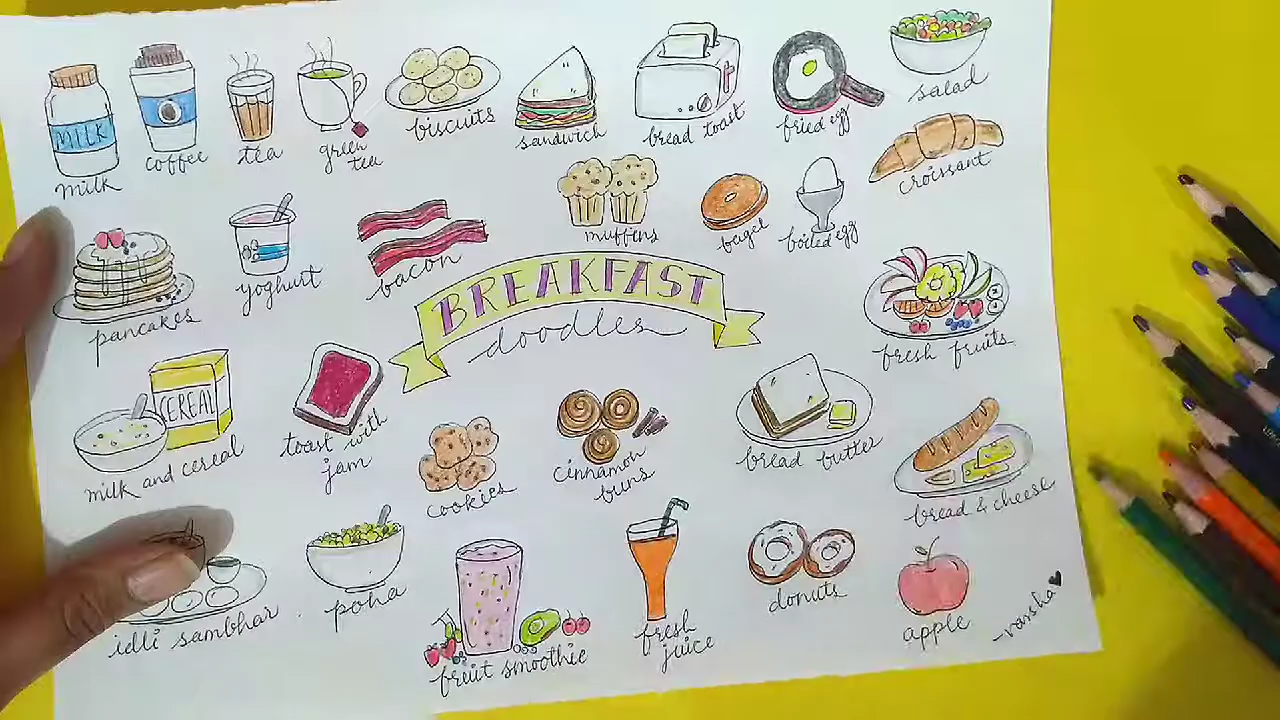 MILK
milk
coffee
tea
green
tea
biscuits
sandwich
bread toast
fried egg
salad
croissant
pancakes
yoghurt
bacon
muffens
bagel
boiled egg
BREAKFAST
doodles
fresh fruits
CEREAL
milk and cereal
toast with
jam
cookies
cinnamon
buns
bread butter
bread & cheese
idli sambhar
poha
fruit smoothie
fresh
juice
donuts
apple
-varsha